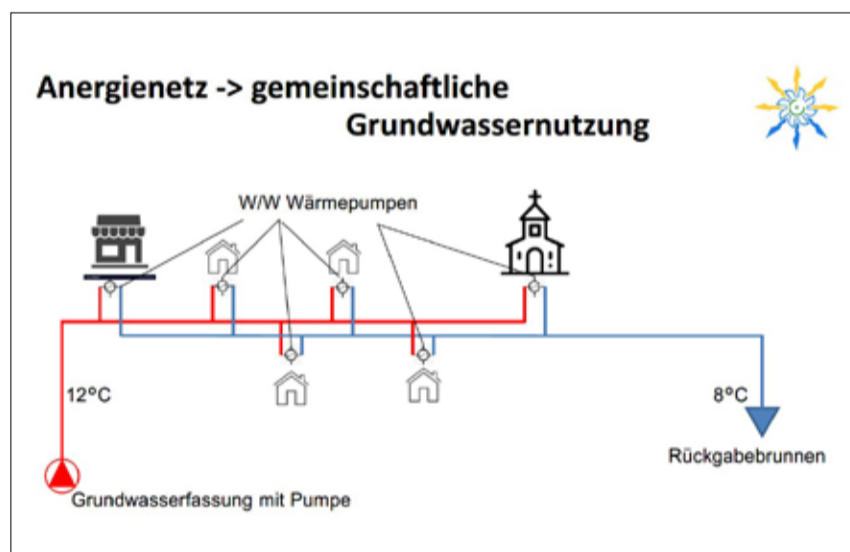 Anergienetz -> gemeinschaftliche
Grundwassernutzung
W/W Wärmepumpen
12°C
8°C
Rückgabebrunnen
Grundwasserfassung mit Pumpe